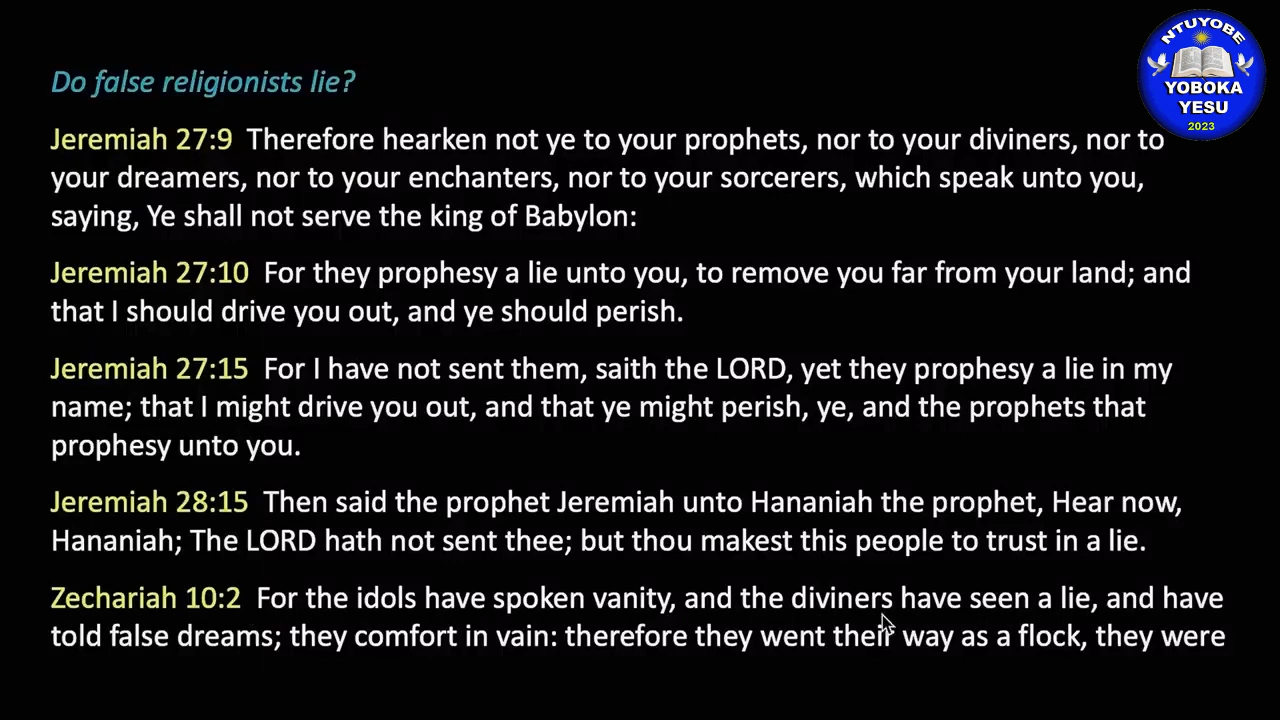 Do false religionists lie?
Jeremiah 27:9 Therefore hearken not ye to your prophets, nor to your diviners, nor to
your dreamers, nor to your enchanters, nor to your sorcerers, which speak unto you,
saying, Ye shall not serve the king of Babylon:
Jeremiah 27:10 For they prophesy a lie unto you, to remove you far from your land; and
that I should drive you out, and ye should perish.
Jeremiah 27:15 For I have not sent them, saith the LORD, yet they prophesy a lie in my
name; that I might drive you out, and that ye might perish, ye, and the prophets that
prophesy unto you.
Jeremiah 28:15 Then said the prophet Jeremiah unto Hananiah the prophet, Hear now,
Hananiah; The LORD hath not sent thee; but thou makest this people to trust in a lie.
Zechariah 10:2 For the idols have spoken vanity, and the diviners have seen a lie, and have
told false dreams; they comfort in vain: therefore they went their way as a flock, they were
NTUYOBE
YOBOKA
YESU
2023